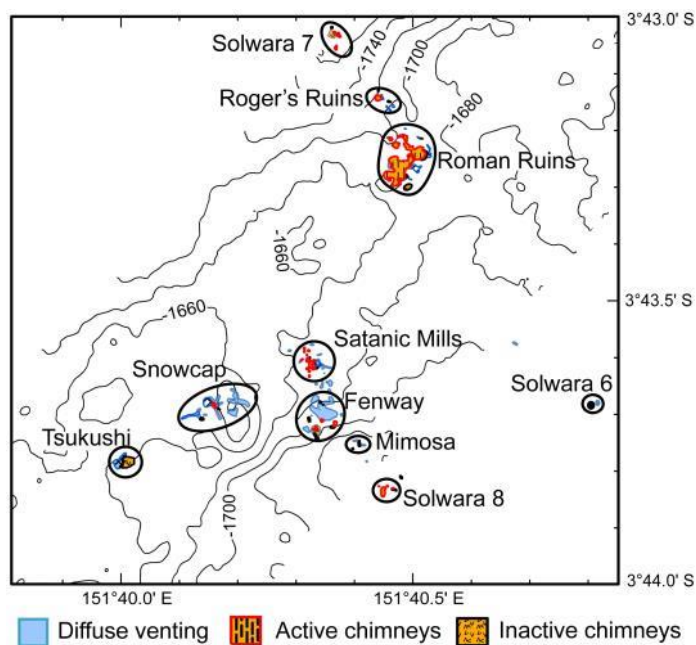 3°43.0' S
Solwara 7
-1740
-1700
Roger's Ruins
-1680
Roman Ruins
-1660
3°43.5' S
-1660
Satanic Mills
Snowcap
Solwara 6
Fenway
Tsukushi
Mimosa
Solwara 8
-1700
3°44.0' S
151°40.0' E
151°40.5' E
Diffuse venting
Active chimneys
Inactive chimneys